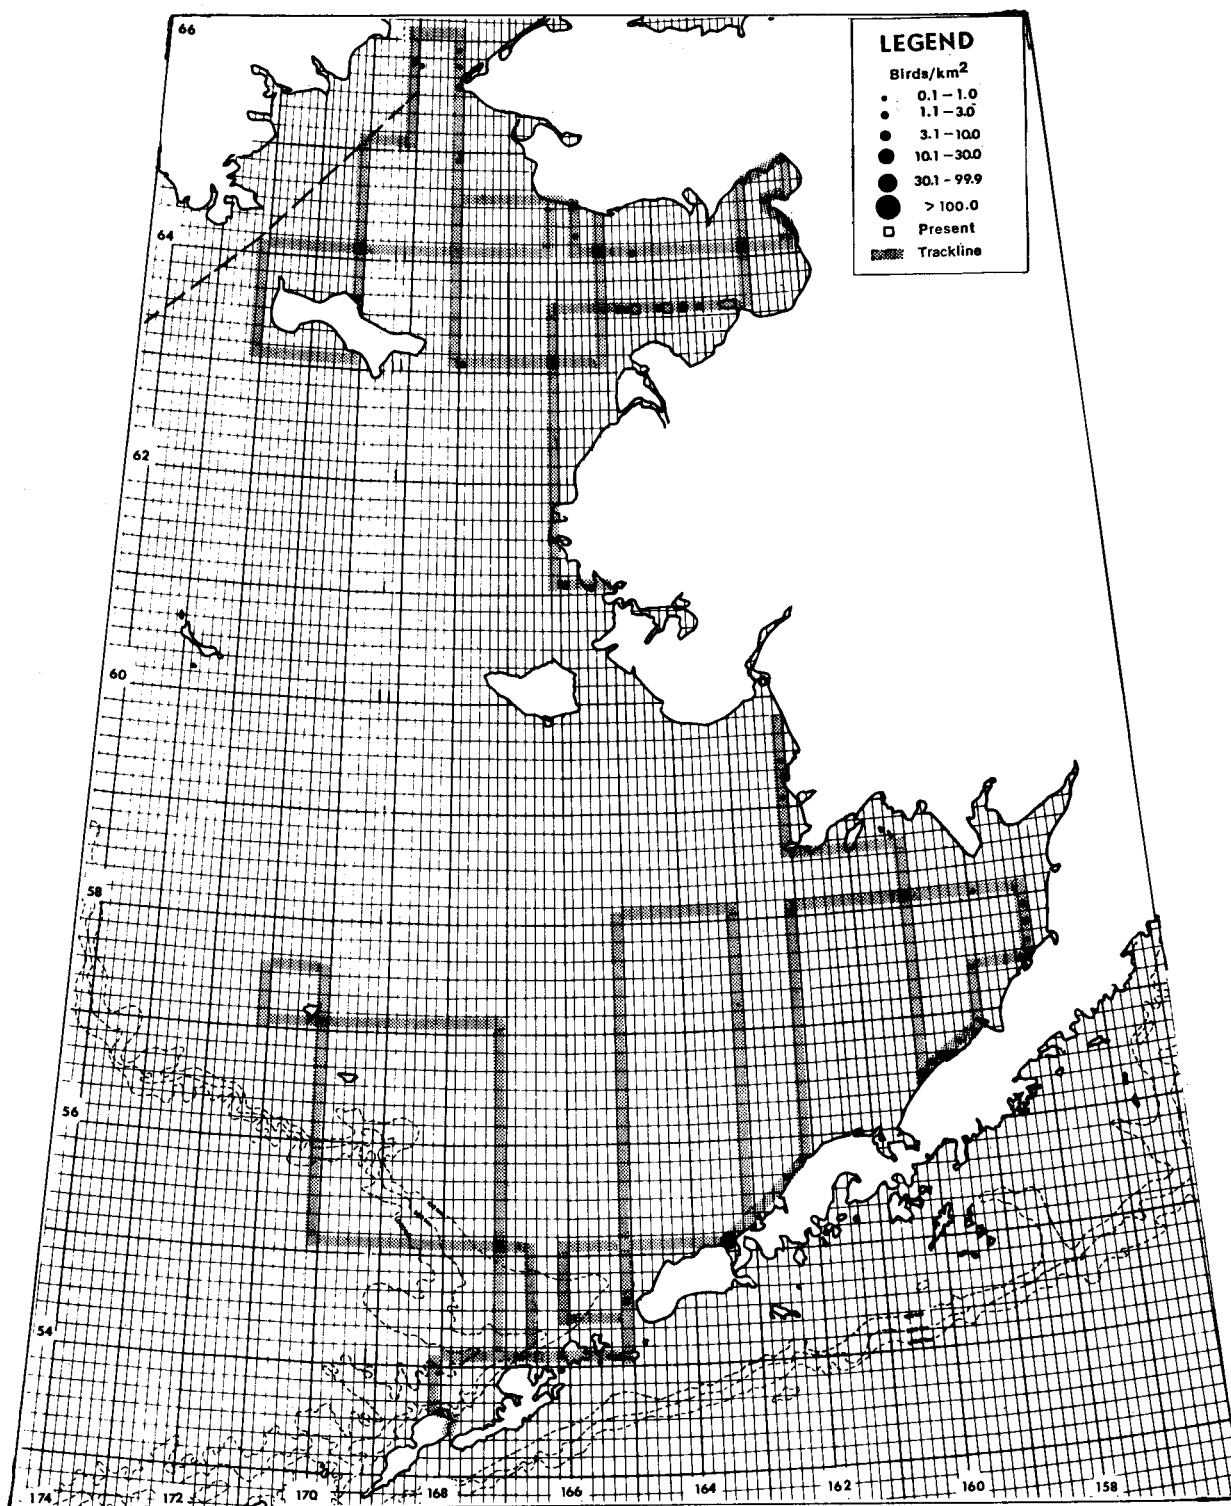 66
LEGEND
Birds/km2
0.1 – 1.0
1.1 – 3.0
3.1 – 10.0
10.1 – 30.0
30.1 - 99.9
> 100.0
Present
Trackline
64
62
60
58
56
54
174 172 170 168 166 164 162 160 158